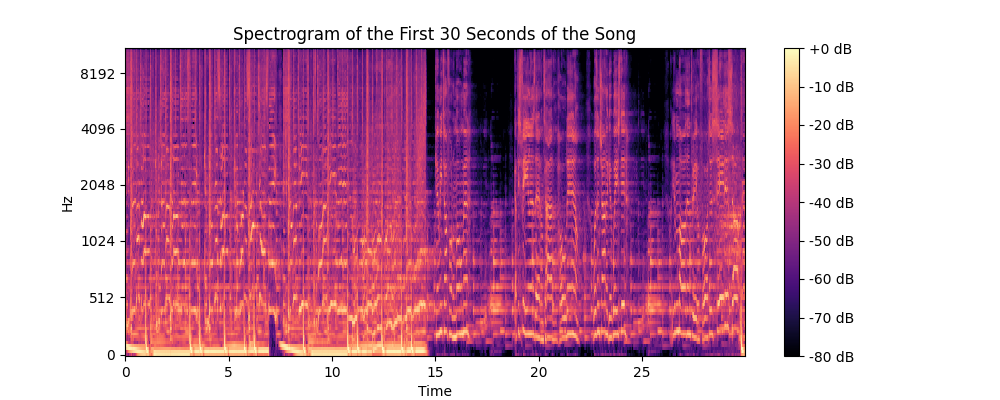 Spectrogram of the First 30 Seconds of the Song
Hz
8192
4096
2048
1024
512
0
0 5 10 15 20 25
Time
+0 dB
-10 dB
-20 dB
-30 dB
-40 dB
-50 dB
-60 dB
-70 dB
-80 dB